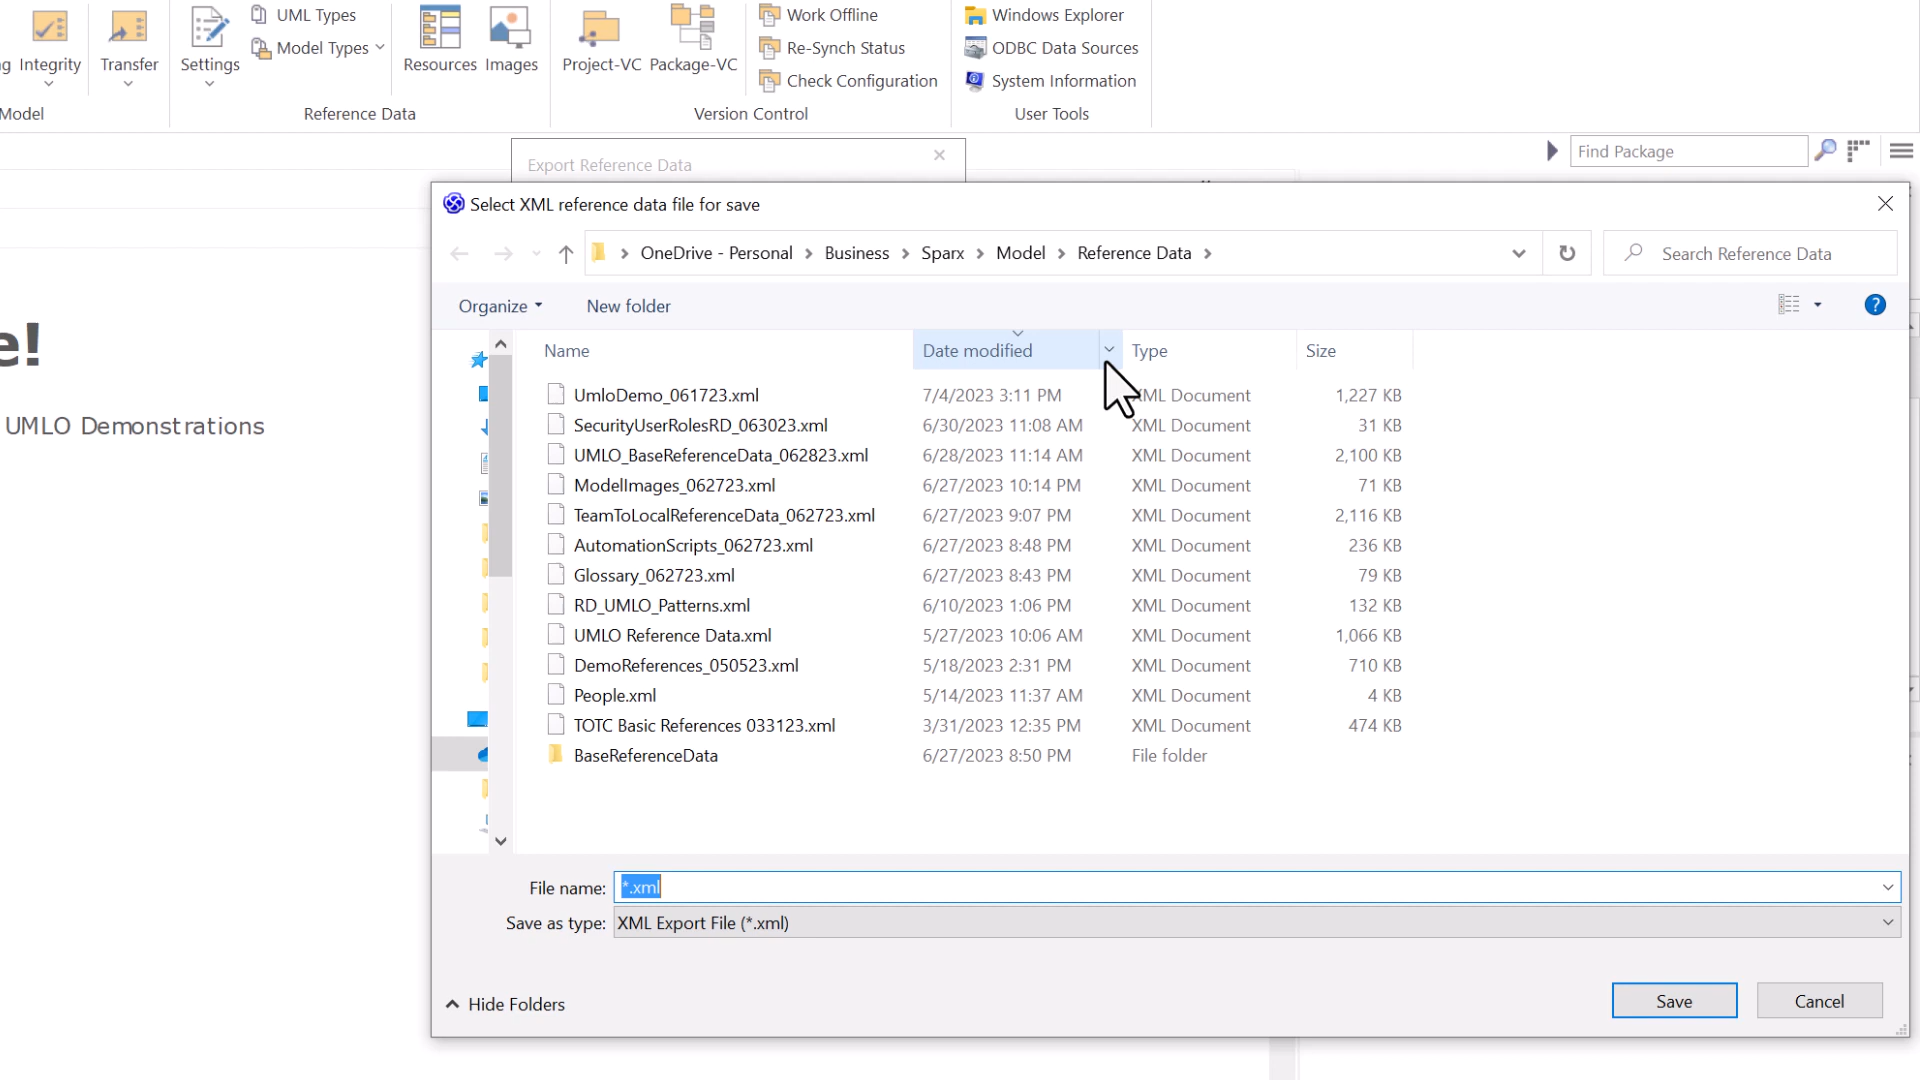 UML Types
Work Offline
Windows Explorer
Model Types
Re-Synch Status
ODBC Data Sources
g Integrity
Transfer
Settings
Resources
Images
Project-VC
Package-VC
Check Configuration
System Information
Model
Reference Data
Version Control
User Tools
Export Reference Data
Find Package
Select XML reference data file for save
OneDrive - Personal > Business > Sparx > Model > Reference Data >
Search Reference Data
Organize
New folder
Name Date modified Type Size
UmloDemo_061723.xml 7/4/2023 3:11 PM XML Document 1,227 KB
SecurityUserRolesRD_063023.xml 6/30/2023 11:08 AM XML Document 31 KB
UMLO_BaseReferenceData_062823.xml 6/28/2023 11:14 AM XML Document 2,100 KB
ModelImages_062723.xml 6/27/2023 10:14 PM XML Document 71 KB
TeamToLocalReferenceData_062723.xml 6/27/2023 9:07 PM XML Document 2,116 KB
AutomationScripts_062723.xml 6/27/2023 8:48 PM XML Document 236 KB
Glossary_062723.xml 6/27/2023 8:43 PM XML Document 79 KB
RD_UMLO_Patterns.xml 6/10/2023 1:06 PM XML Document 132 KB
UMLO Reference Data.xml 5/27/2023 10:06 AM XML Document 1,066 KB
DemoReferences_050523.xml 5/18/2023 2:31 PM XML Document 710 KB
People.xml 5/14/2023 11:37 AM XML Document 4 KB
TOTC Basic References 033123.xml 3/31/2023 12:35 PM XML Document 474 KB
BaseReferenceData 6/27/2023 8:50 PM File folder
e!
UMLO Demonstrations
File name: *.xml
Save as type: XML Export File (*.xml)
Hide Folders
Save
Cancel